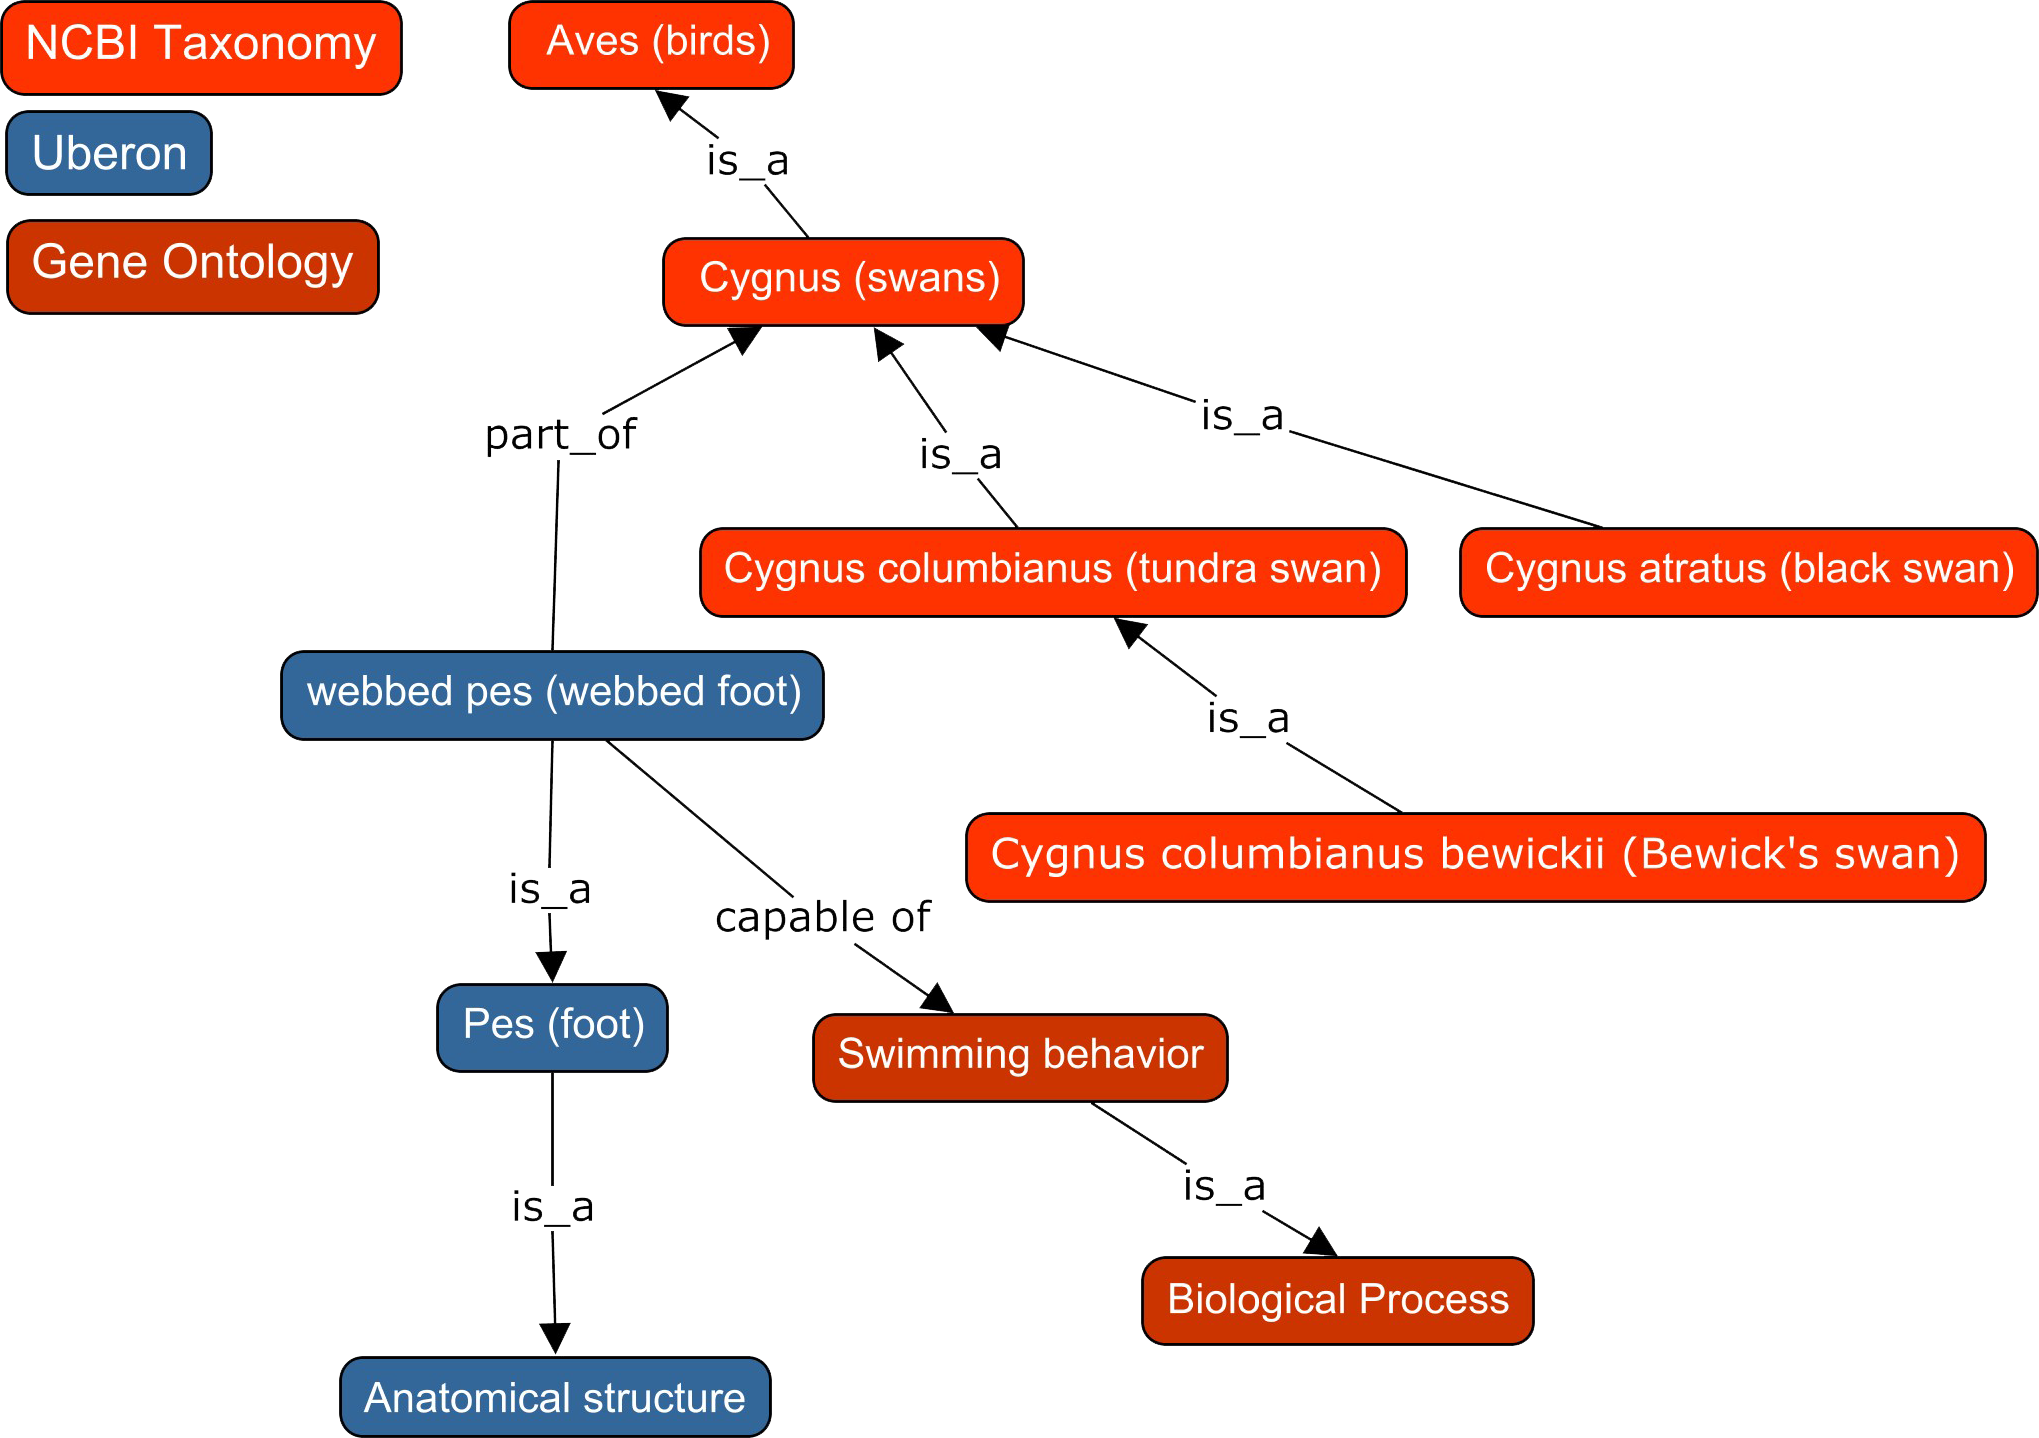 NCBI Taxonomy
Aves (birds)
Uberon
is_a
Gene Ontology
Cygnus (swans)
part_of
is_a
is_a
Cygnus columbianus (tundra swan)
Cygnus atratus (black swan)
webbed pes (webbed foot)
is_a
Cygnus columbianus bewickii (Bewick's swan)
is_a
capable of
Pes (foot)
Swimming behavior
is_a
is_a
Biological Process
Anatomical structure